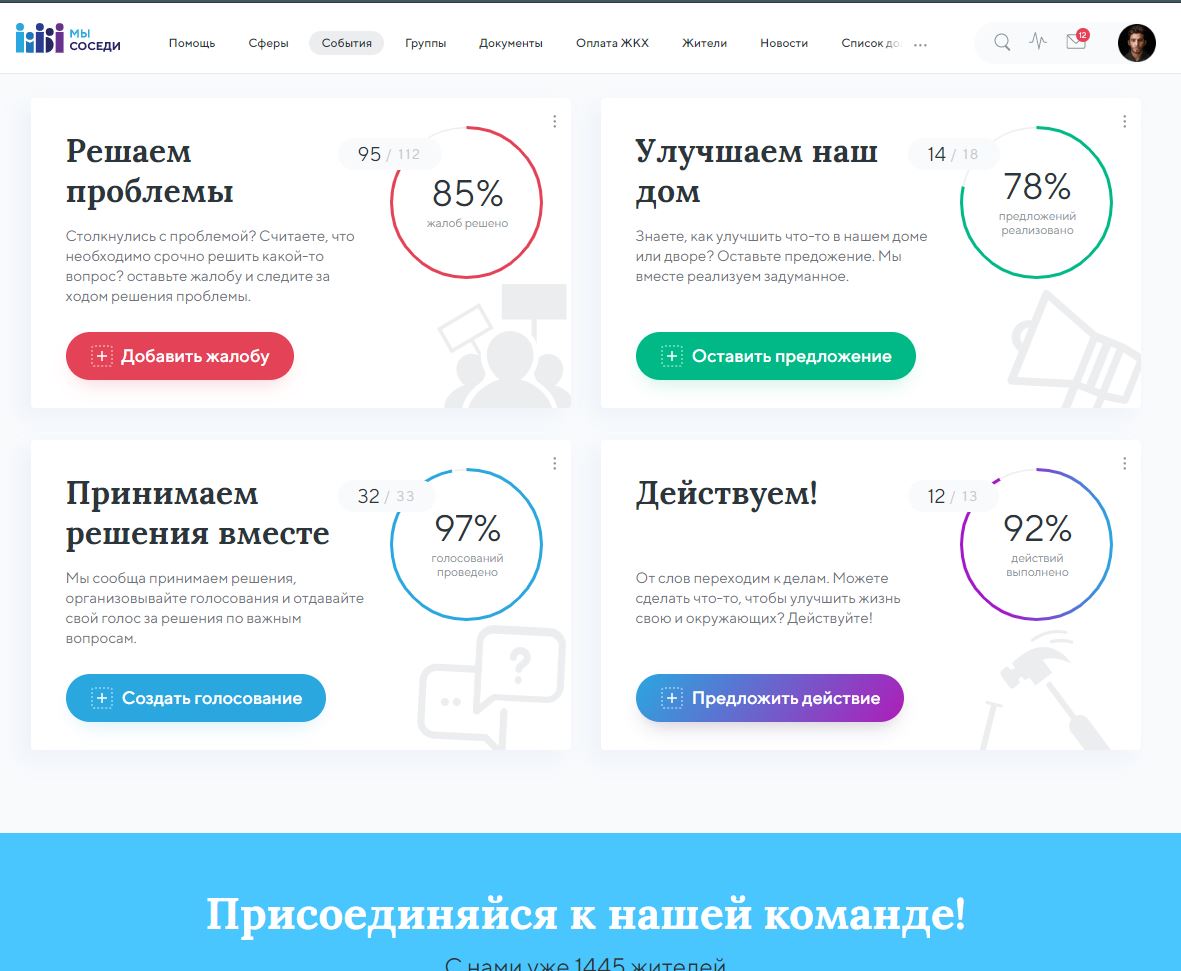 МЫ
СОСЕДИ
Помощь
Сферы
События
Группы
Документы
Оплата ЖКХ
Жители
Новости
Список до
...
12
Решаем
проблемы
95 / 112
85%
жалоб решено
Столкнулись с проблемой? Считаете, что
необходимо срочно решить какой-то
вопрос? оставьте жалобу и следите за
ходом решения проблемы.
+ Добавить жалобу
Улучшаем наш
дом
14 / 18
78%
предложений
реализовано
Знаете, как улучшить что-то в нашем доме
или дворе? Оставьте предожение. Мы
вместе реализуем задуманное.
+ Оставить предложение
Принимаем
решения вместе
32 / 33
97%
голосований
проведено
Мы сообща принимаем решения,
организовывайте голосования и отдавайте
свой голос за решения по важным
вопросам.
?
+ Создать голосование
Действуем!
12 / 13
92%
действий
выполнено
От слов переходим к делам. Можете
сделать что-то, чтобы улучшить жизнь
свою и окружающих? Действуйте!
+ Предложить действие
Присоединяйся к нашей команде!
С нами уже 1445 жителей